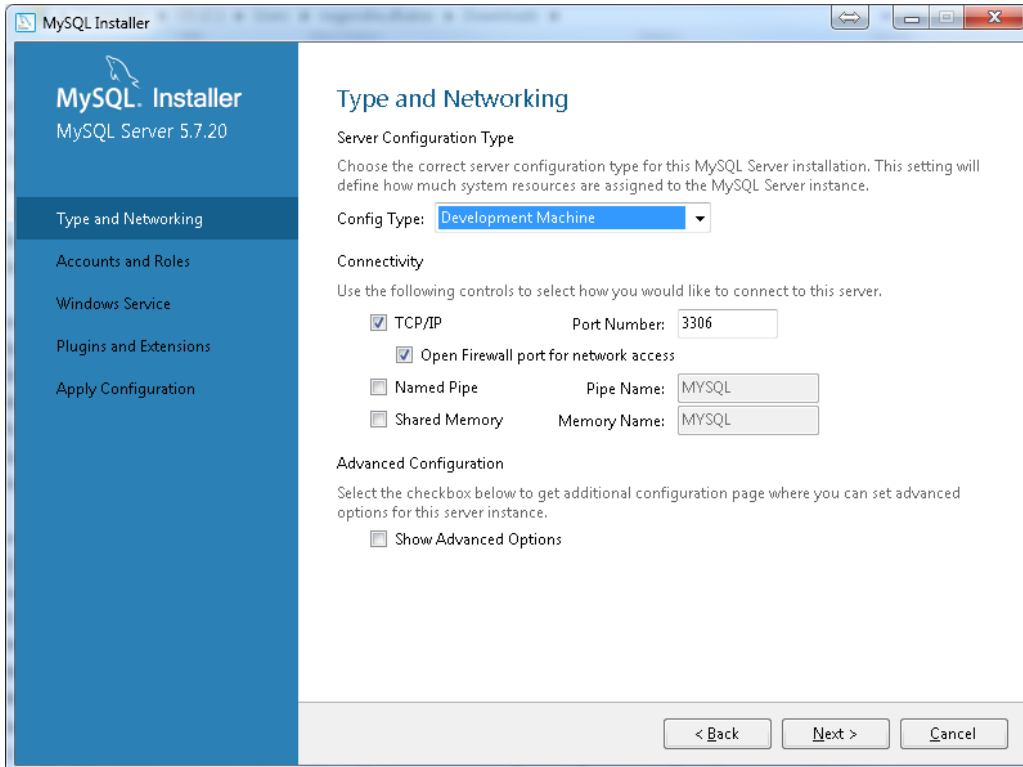 MySQL Installer
MySQL. Installer
MySQL Server 5.7.20
Type and Networking
Accounts and Roles
Windows Service
Plugins and Extensions
Apply Configuration
Type and Networking
Server Configuration Type
Choose the correct server configuration type for this MySQL Server installation. This setting will
define how much system resources are assigned to the MySQL Server instance.
Config Type: Development Machine
Connectivity
Use the following controls to select how you would like to connect to this server.
TCP/IP Port Number: 3306
Open Firewall port for network access
Named Pipe Pipe Name: MYSQL
Shared Memory Memory Name: MYSQL
Advanced Configuration
Select the checkbox below to get additional configuration page where you can set advanced
options for this server instance.
Show Advanced Options
< Back Next > Cancel